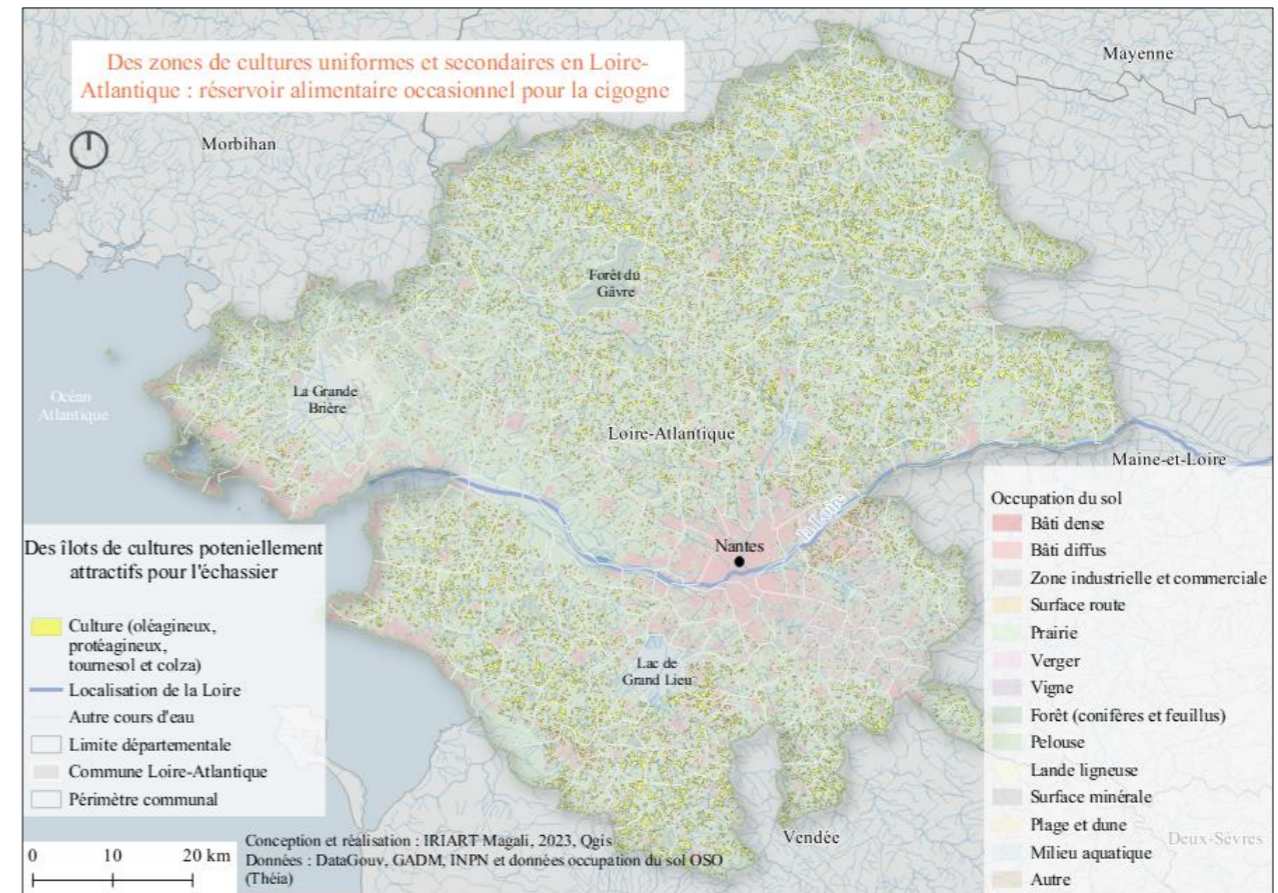 Des zones de cultures uniformes et secondaires en Loire-
Atlantique : réservoir alimentaire occasionnel pour la cigogne
Mayenne
Morbihan
Forêt du
Gâvre
La Grande
Brière
Océan
Atlantique
Loire-Atlantique
Maine-et-Loire
la Loire
Nantes
Lac de
Grand Lieu
Vendée
Deux-Sèvres
Des îlots de cultures poteniellement
attractifs pour l'échassier
Culture (oléagineux,
protéagineux,
tournesol et colza)
Localisation de la Loire
Autre cours d'eau
Limite départementale
Commune Loire-Atlantique
Périmètre communal
Occupation du sol
Bâti dense
Bâti diffus
Zone industrielle et commerciale
Surface route
Prairie
Verger
Vigne
Forêt (conifères et feuillus)
Pelouse
Lande ligneuse
Surface minérale
Plage et dune
Milieu aquatique
Autre
0 10 20 km
Conception et réalisation : IRIART Magali, 2023, Qgis
Données : DataGouv, GADM, INPN et données occupation du sol OSO
(Théia)